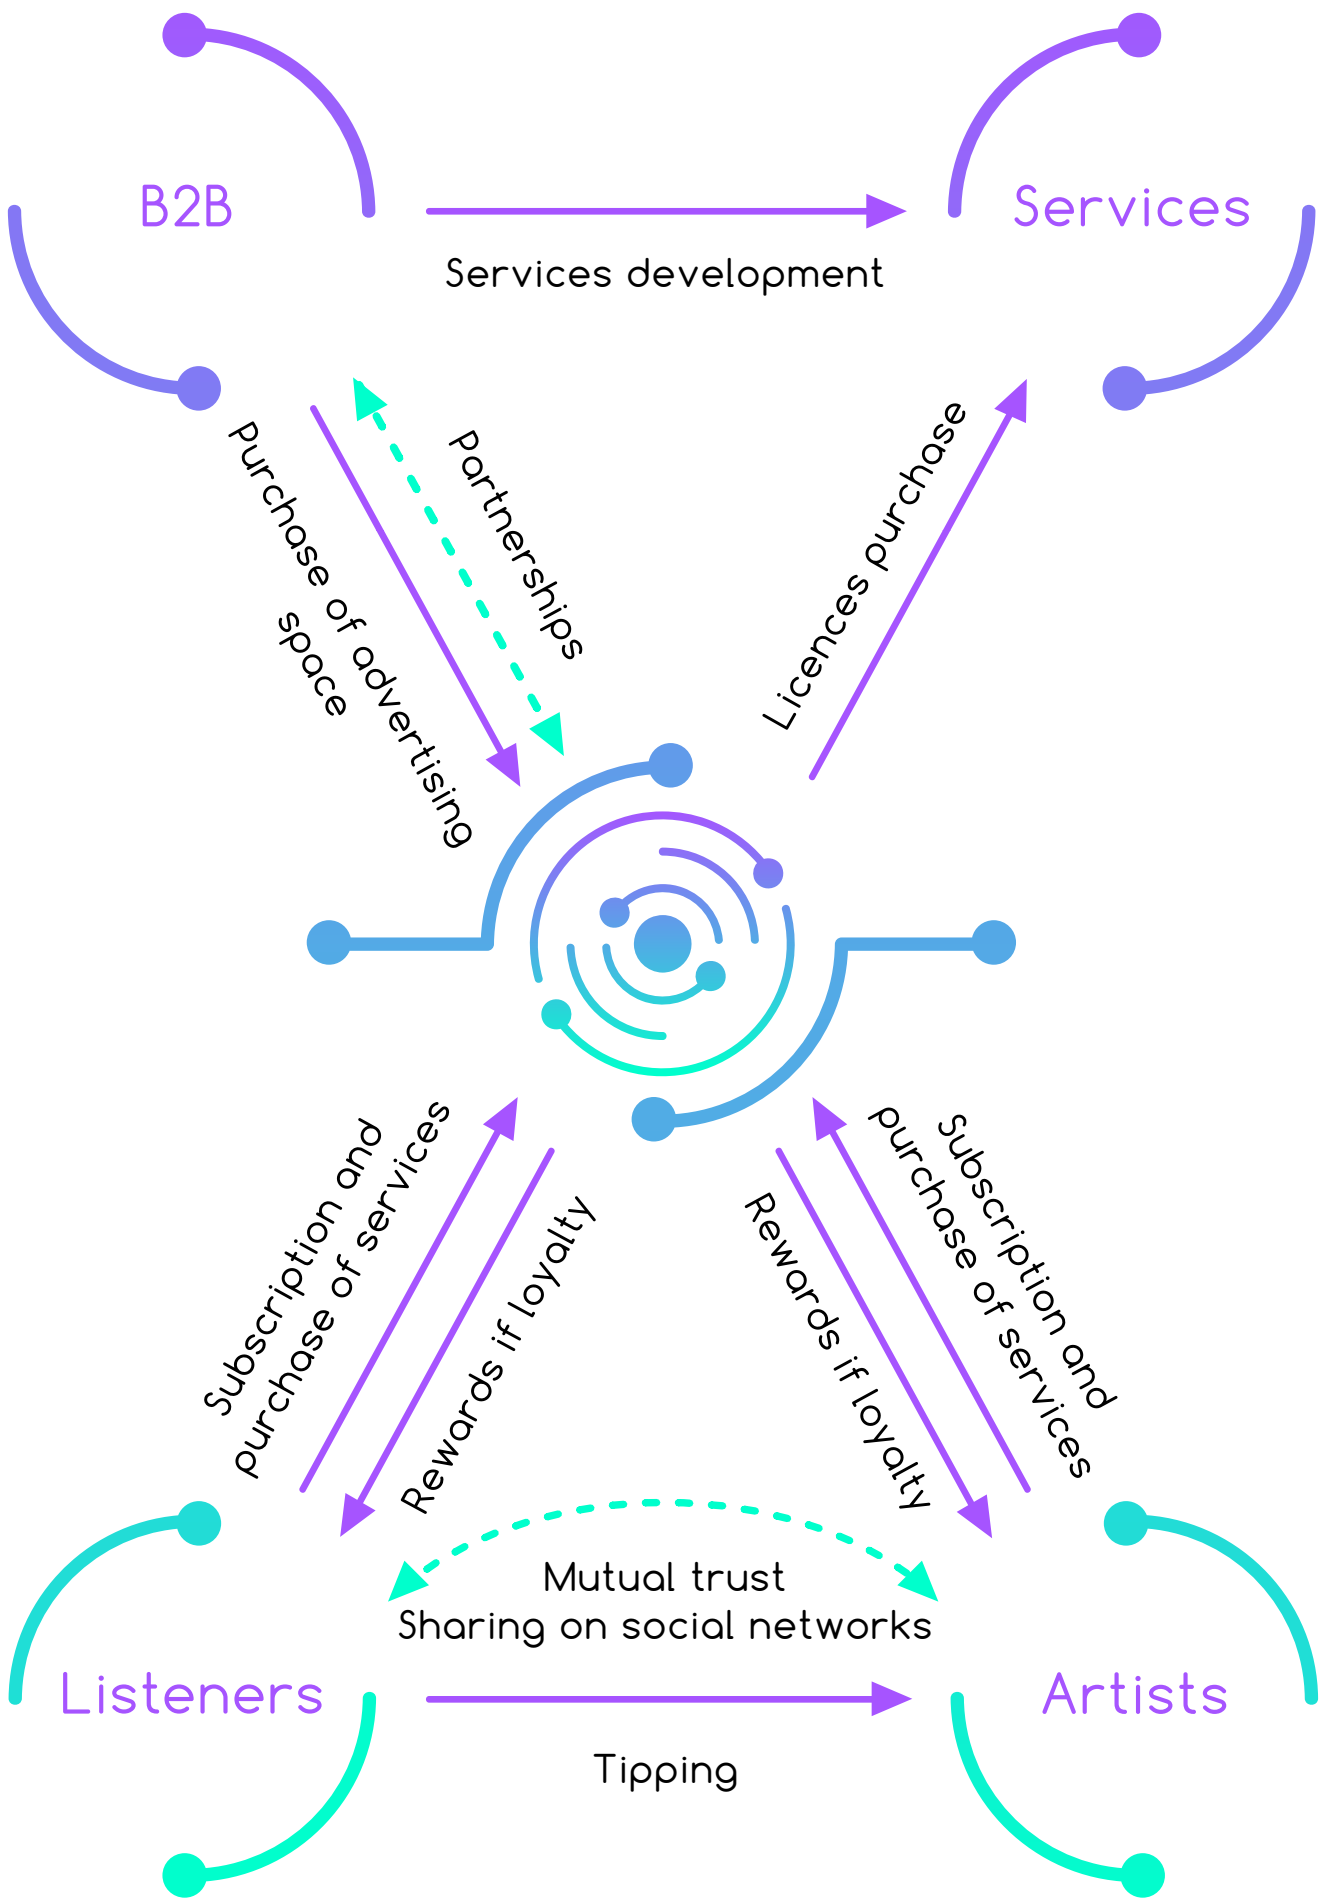 B2B
Services
Services development
Purchase of advertising
space
Partnerships
Licences purchase
Subscription and
purchase of services
Rewards if loyalty
Rewards if loyalty
Subscription and
purchase of services
Mutual trust
Sharing on social networks
Listeners
Artists
Tipping